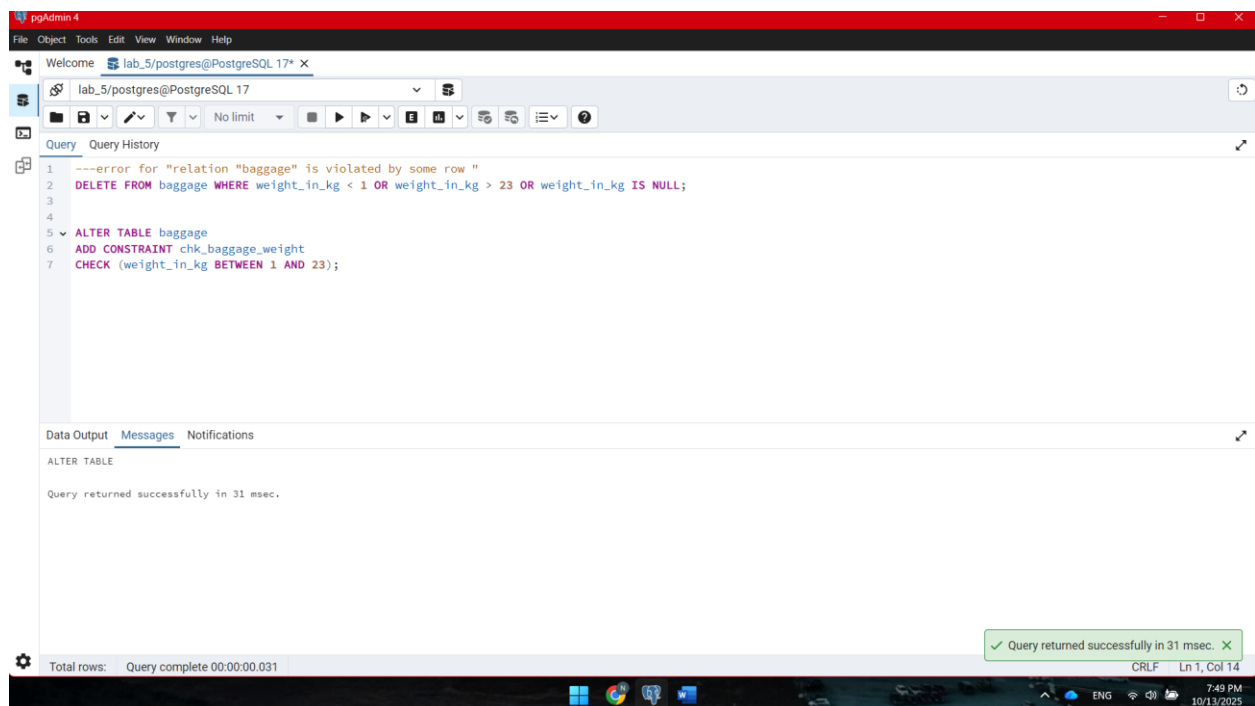 pgAdmin 4
File Object Tools Edit View Window Help
Welcome lab_5/postgres@PostgreSQL 17*
lab_5/postgres@PostgreSQL 17
No limit
E
Query Query History
1 ---error for "relation "baggage" is violated by some row "
2 DELETE FROM baggage WHERE weight_in_kg < 1 OR weight_in_kg > 23 OR weight_in_kg IS NULL;
3
4
5 ALTER TABLE baggage
6 ADD CONSTRAINT chk_baggage_weight
7 CHECK (weight_in_kg BETWEEN 1 AND 23);
Data Output Messages Notifications
ALTER TABLE
Query returned successfully in 31 msec.
Query returned successfully in 31 msec.
Total rows: Query complete 00:00:00.031
CRLF Ln 1, Col 14
ENG
7:49 PM
10/13/2025